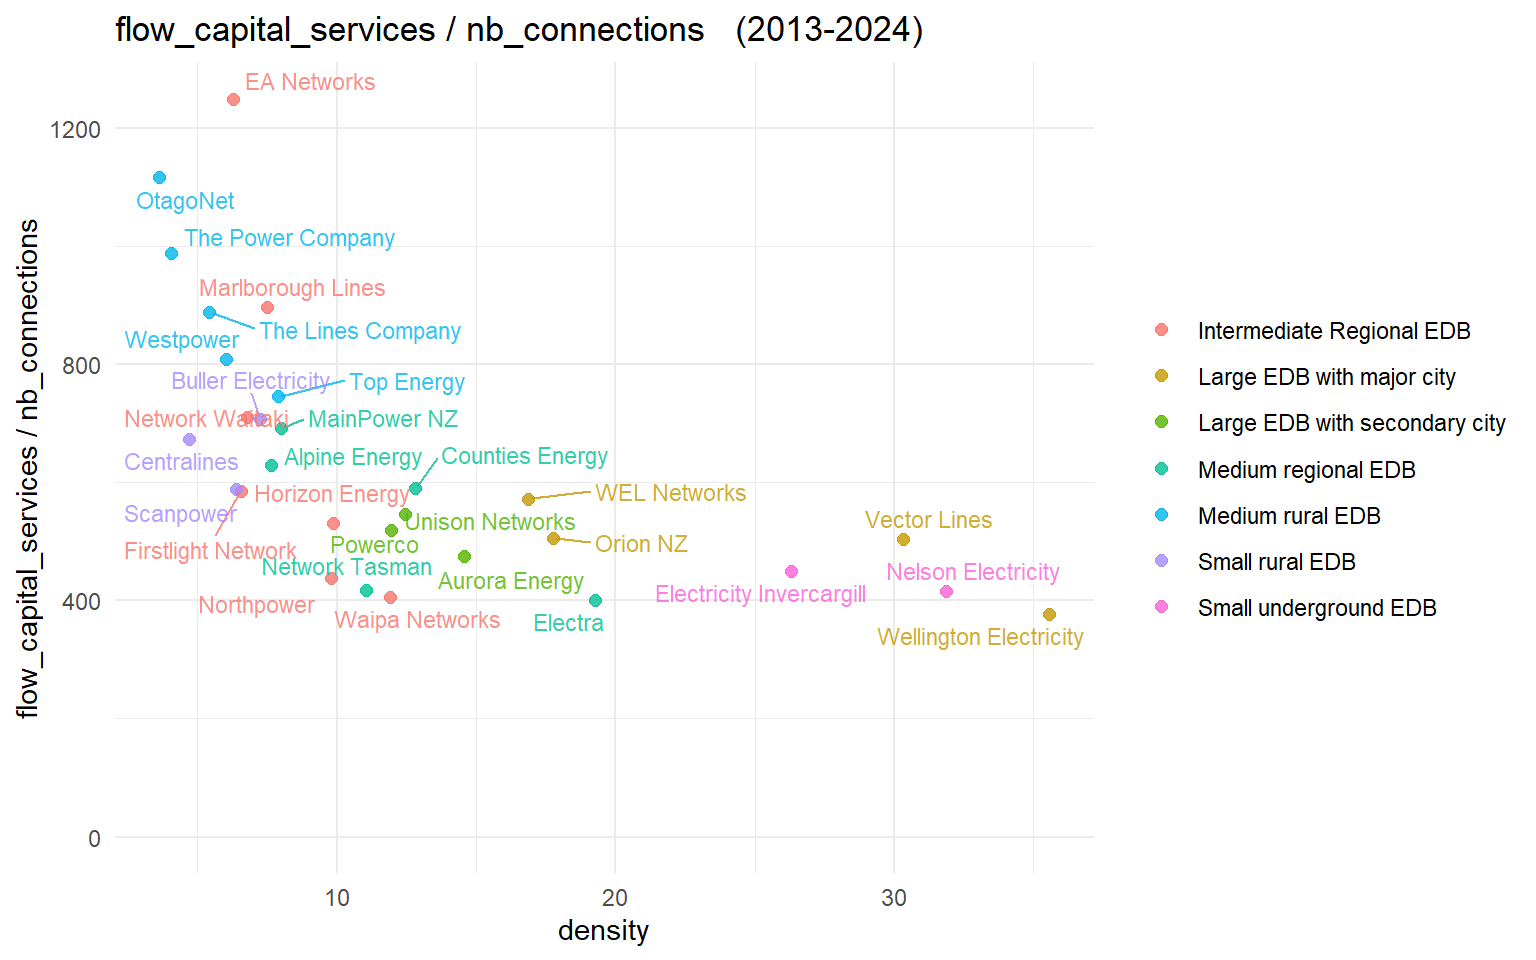 flow_capital_services / nb_connections   (2013-2024)
EA Networks
1200
OtagoNet
The Power Company
Marlborough Lines
The Lines Company
Westpower
800
Buller Electricity
Top Energy
Network Waitaki
MainPower NZ
Centralines
Alpine Energy
Counties Energy
Horizon Energy
WEL Networks
Scanpower
Unison Networks
Vector Lines
Firstlight Network
Powerco
Orion NZ
Network Tasman
Aurora Energy
Nelson Electricity
Electricity Invercargill
400
Northpower
Waipa Networks
Electra
Wellington Electricity
0
10
20
30
density
flow_capital_services / nb_connections
Intermediate Regional EDB
Large EDB with major city
Large EDB with secondary city
Medium regional EDB
Medium rural EDB
Small rural EDB
Small underground EDB